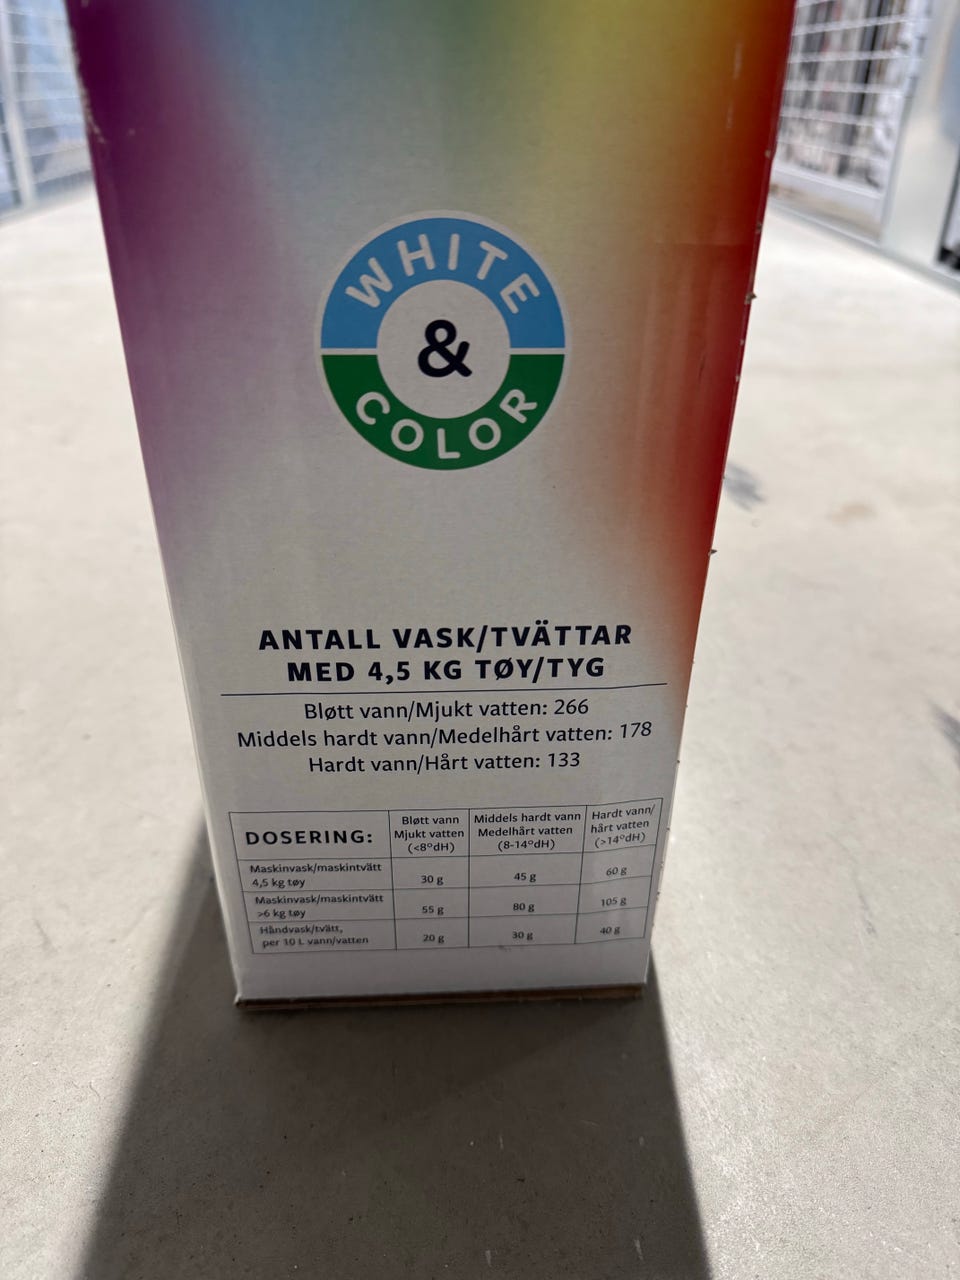 WHITE
&
COLOR
ANTALL VASK/TVÄTTAR
MED 4,5 KG TØY/TYG
Bløtt vann/Mjukt vatten: 266
Middels hardt vann/Medelhårt vatten: 178
Hardt vann/Hårt vatten: 133
DOSERING:
Bløtt vann
Mjukt vatten
(<8°dH)
Middels hardt vann
Medelhårt vatten
(8-14°dH)
Hardt vann/
hårt vatten
(>14°dH)
Maskinvask/maskintvätt
4,5 kg tøy
30 g
45 g
60 g
Maskinvask/maskintvätt
>6 kg tøy
55 g
80 g
105 g
Håndvask/tvätt,
per 10 L vann/vatten
20 g
30 g
40 g